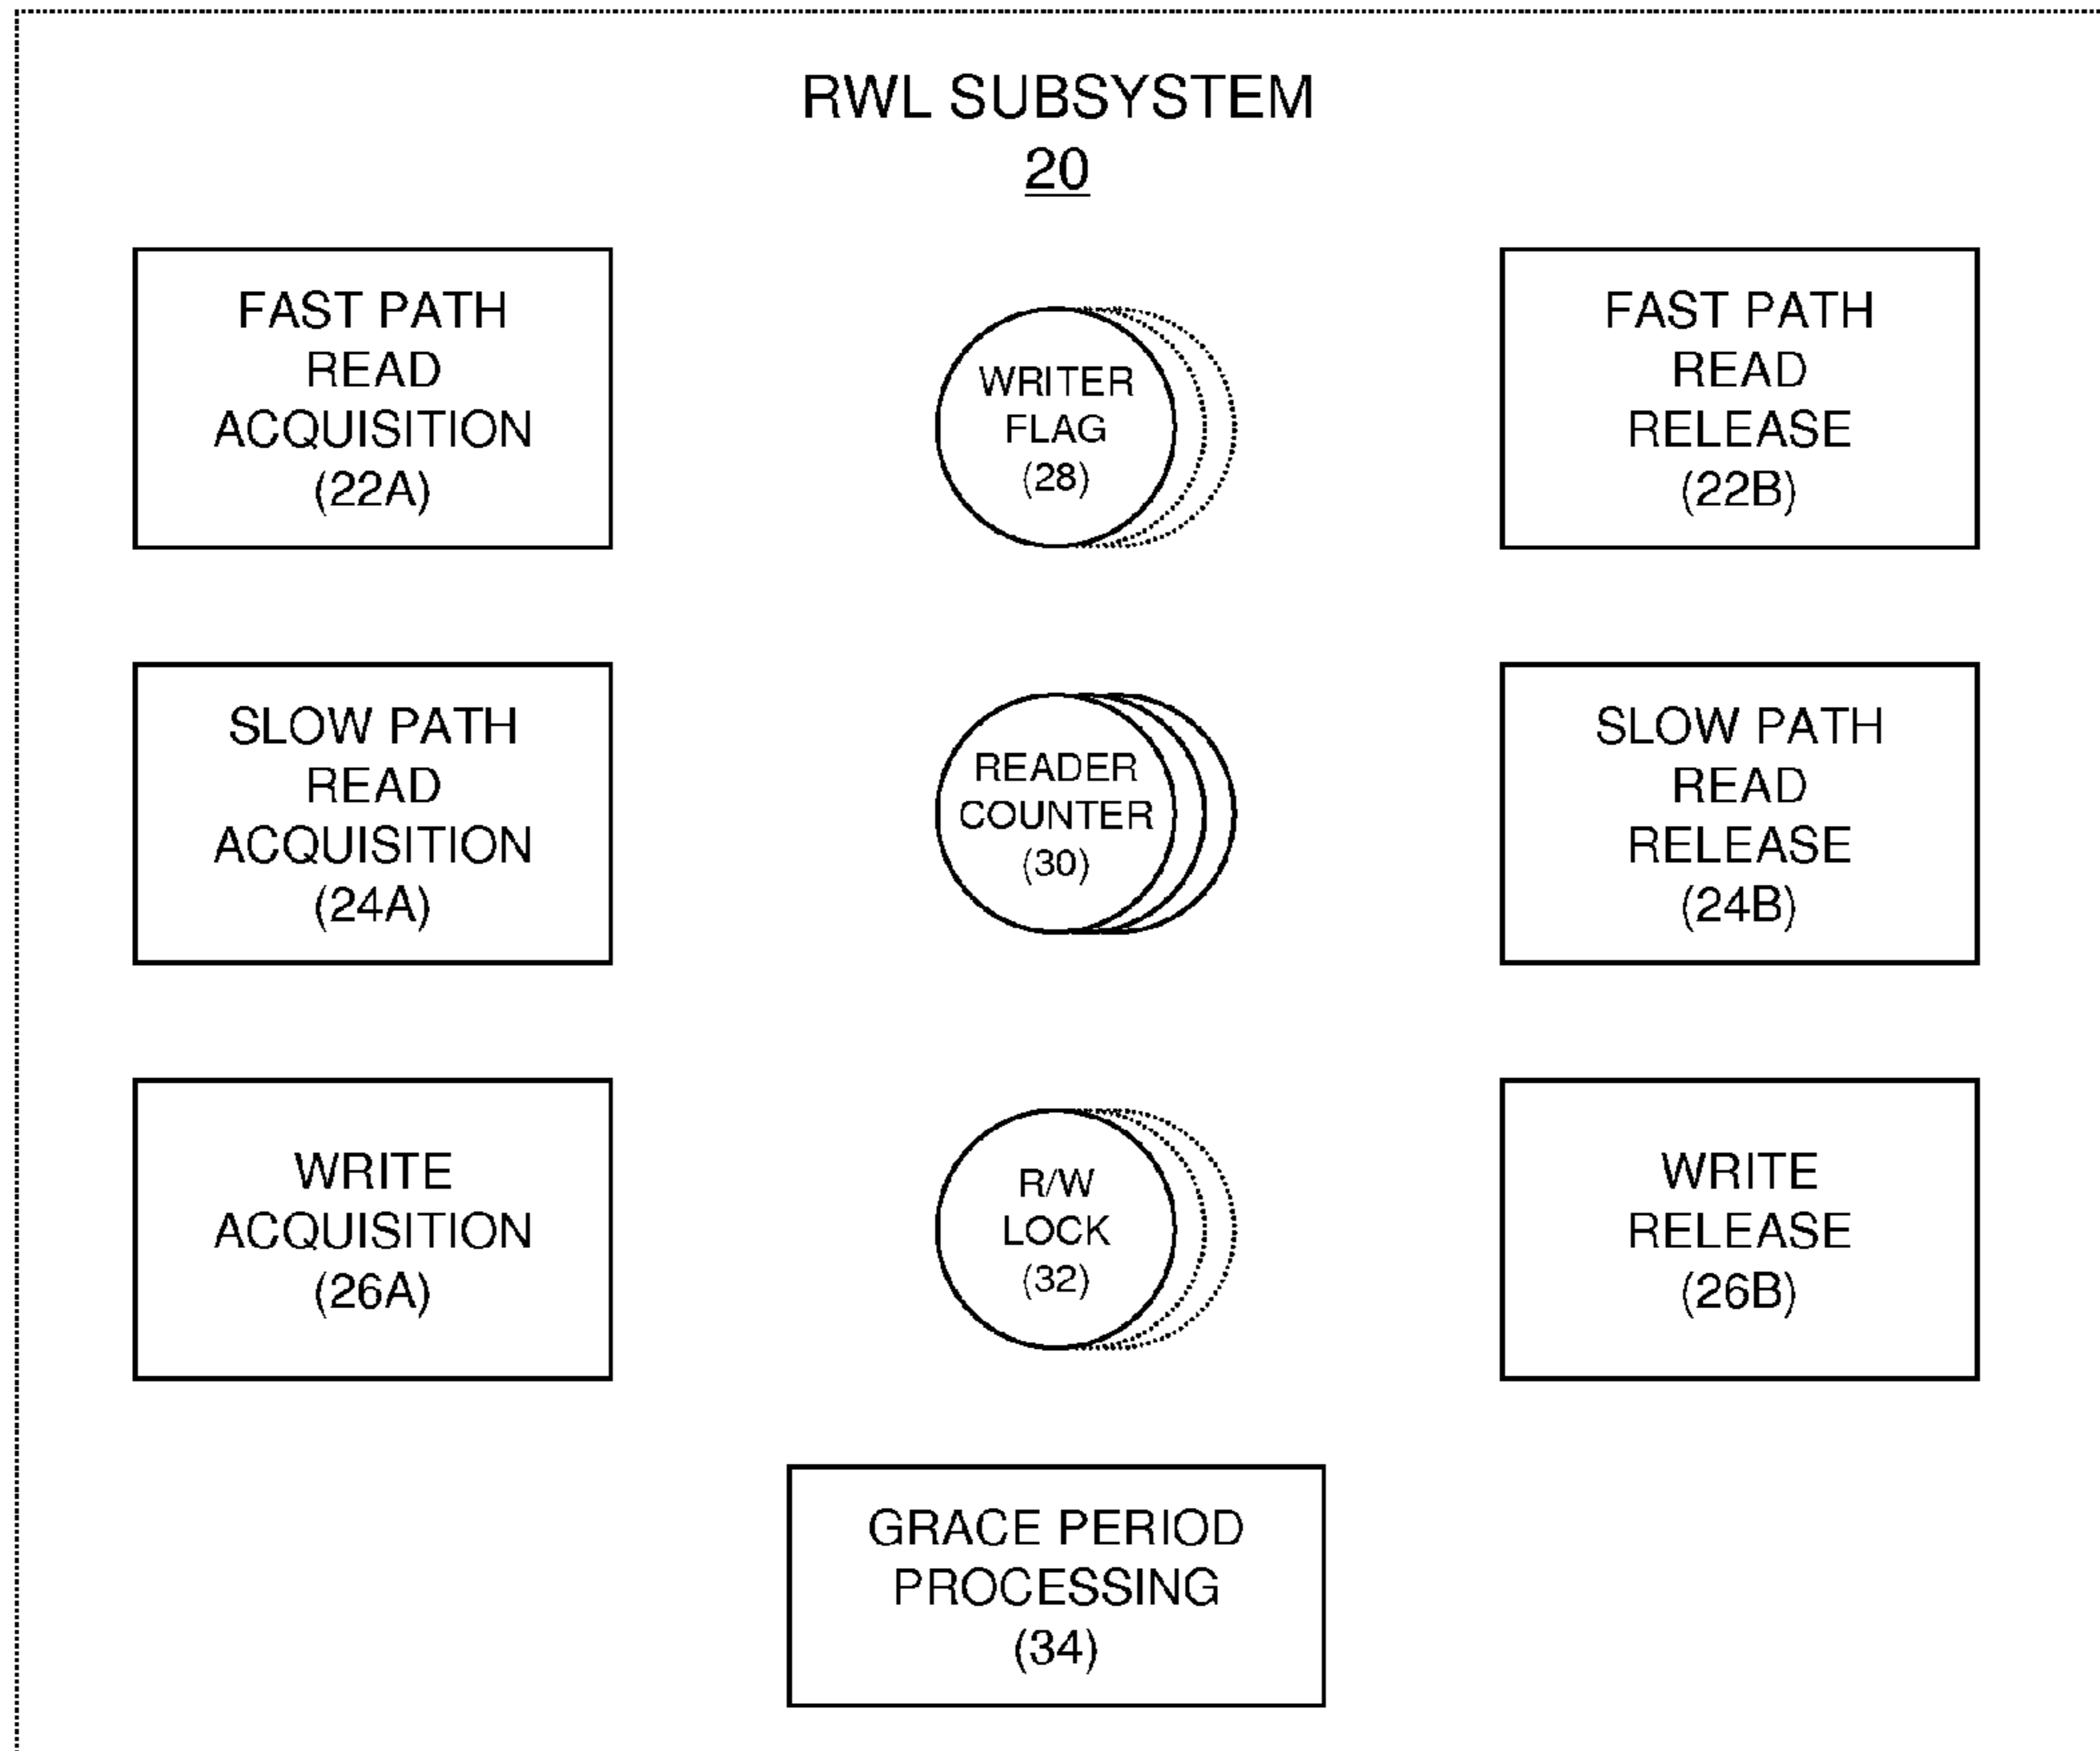 RWL SUBSYSTEM
20
FAST PATH
READ
ACQUISITION
(22A)
WRITER
FLAG
(28)
FAST PATH
READ
RELEASE
(22B)
SLOW PATH
READ
ACQUISITION
(24A)
READER
COUNTER
(30)
SLOW PATH
READ
RELEASE
(24B)
WRITE
ACQUISITION
(26A)
R/W
LOCK
(32)
WRITE
RELEASE
(26B)
GRACE PERIOD
PROCESSING
(34)